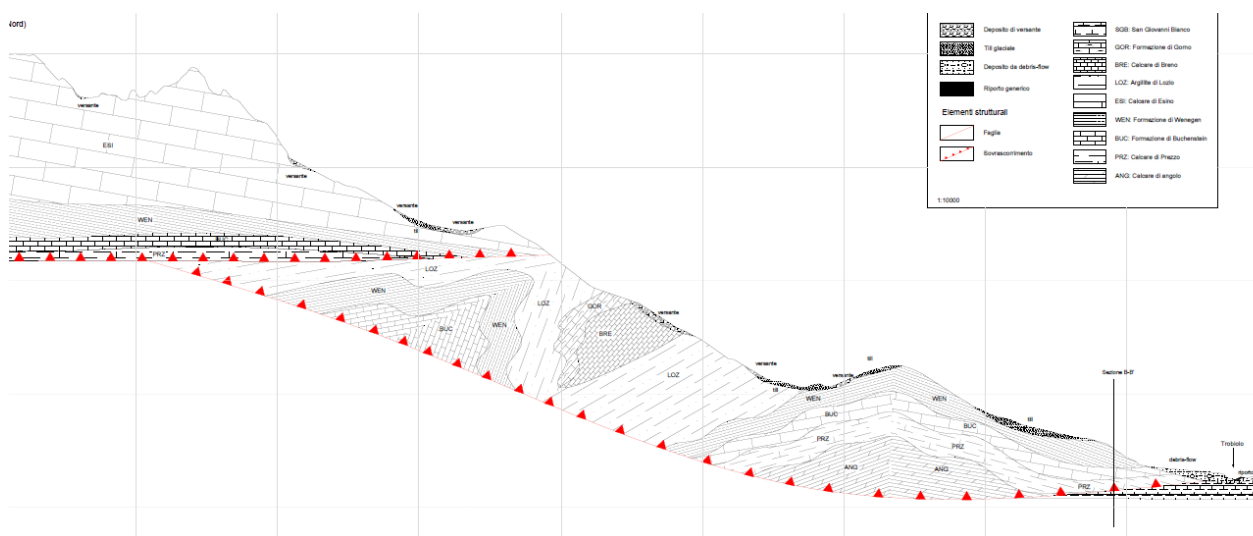 Nord)
Deposito di versante
Till glaciale
Deposito da debris-flow
Riporto generico
Elementi strutturali
Faglie
Sovrascorrimento
1:10000
SGB: San Giovanni Bianco
GOR: Formazione di Gorno
BRE: Calcare di Breno
LOZ: Argillite di Lozio
ESI: Calcare di Esino
WEN: Formazione di Wenegen
BUC: Formazione di Buchenstein
PRZ: Calcare di Prezzo
ANG: Calcare di angolo
versante
ESI
versante
versante
versante
till
WEN
PRZ
LOZ
WEN
LOZ
GOR
versante
BUC
WEN
BRE
LOZ
versante
till
versante
till
WEN
WEN
BUC
BUC
till
PRZ
PRZ
ANG
ANG
PRZ
Sezione B-B'
debris-flow
Trobiolo
riporto